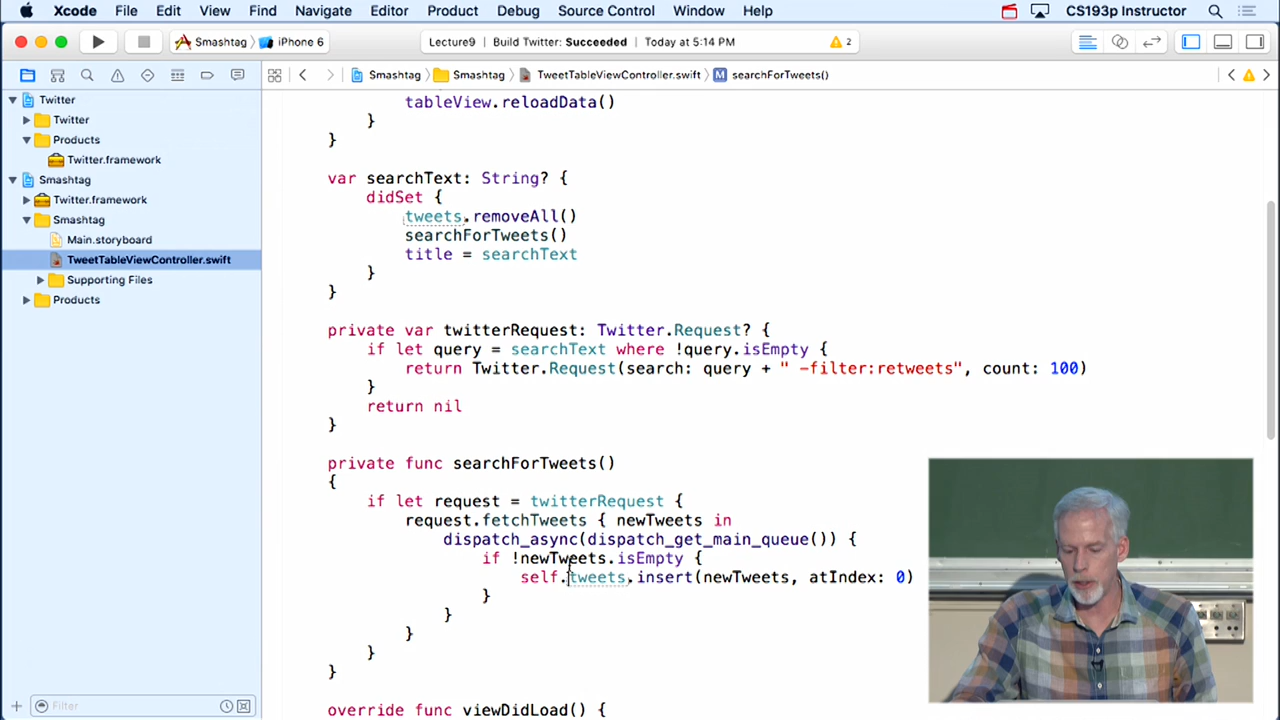 Xcode File Edit View Find Navigate Editor Product Debug Source Control Window Help CS193p Instructor
Smashtag iPhone 6 Lecture9 | Build Twitter: Succeeded | Today at 5:14 PM 2
Smashtag Smashtag TweetTableViewController.swift M searchForTweets()
Twitter
Twitter
Products
Twitter.framework
Smashtag
Twitter.framework
Smashtag
Main.storyboard
TweetTableViewController.swift
Supporting Files
Products
Filter
tableView.reloadData()
}
}
var searchText: String? {
didSet {
tweets.removeAll()
searchForTweets()
title = searchText
}
}
private var twitterRequest: Twitter.Request? {
if let query = searchText where !query.isEmpty {
return Twitter.Request(search: query + " -filter:retweets", count: 100)
}
return nil
}
private func searchForTweets()
{
if let request = twitterRequest {
request.fetchTweets { newTweets in
dispatch_async(dispatch_get_main_queue()) {
if !newTweets.isEmpty {
self.tweets.insert(newTweets, atIndex: 0)
}
}
}
}
}
override func viewDidLoad() {